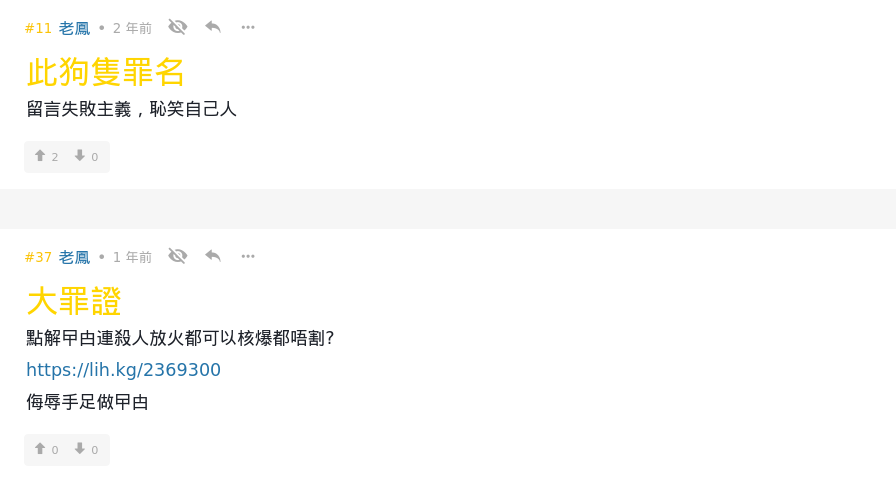 #11 老鳳 • 2 年前
此狗隻罪名
留言失敗主義，恥笑自己人
2 0
#37 老鳳 • 1 年前
大罪證
點解曱甴連殺人放火都可以核爆都唔割?
https://lih.kg/2369300
侮辱手足做曱甴
0 0